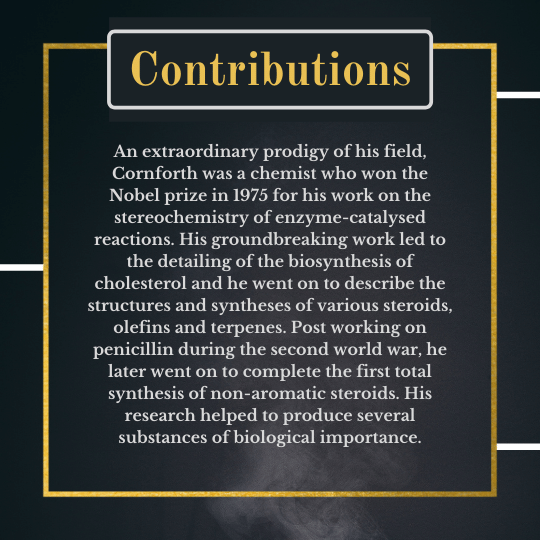 Contributions
An extraordinary prodigy of his field,
Cornforth was a chemist who won the
Nobel prize in 1975 for his work on the
stereochemistry of enzyme-catalysed
reactions. His groundbreaking work led to
the detailing of the biosynthesis of
cholesterol and he went on to describe the
structures and syntheses of various steroids,
olefins and terpenes. Post working on
penicillin during the second world war, he
later went on to complete the first total
synthesis of non-aromatic steroids. His
research helped to produce several
substances of biological importance.